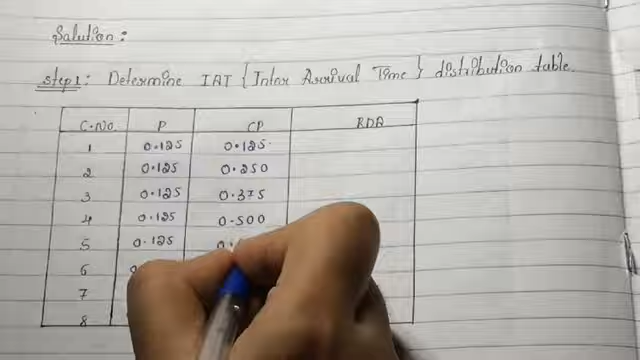 Solution:
Step1: Determine IAT {Inter Arrival Time} distribution table.
C.No. P CP RDA
1 0.125 0.125
2 0.125 0.250
3 0.125 0.375
4 0.125 0.500
5 0.125 0.
6 0
7
8